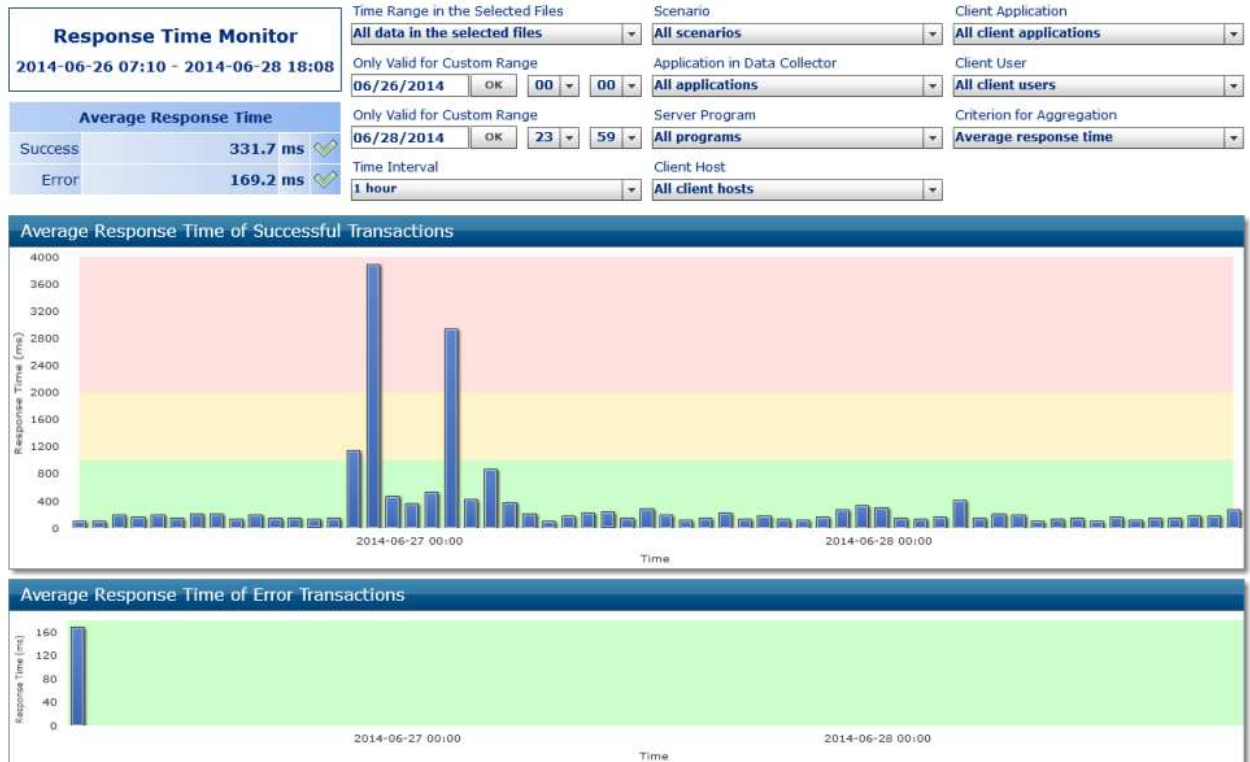 Response Time Monitor
2014-06-26 07:10 - 2014-06-28 18:08
Average Response Time
Success 331.7 ms
Error 169.2 ms
Time Range in the Selected Files
All data in the selected files
Only Valid for Custom Range
06/26/2014 OK 00 00
Only Valid for Custom Range
06/28/2014 OK 23 59
Time Interval
1 hour
Scenario
All scenarios
Application in Data Collector
All applications
Server Program
All programs
Client Host
All client hosts
Client Application
All client applications
Client User
All client users
Criterion for Aggregation
Average response time
Average Response Time of Successful Transactions
Response Time (ms)
4000
3600
3200
2800
2400
2000
1600
1200
800
400
0
2014-06-27 00:00 2014-06-28 00:00
Time
Average Response Time of Error Transactions
Response Time (ms)
160
120
80
40
0
2014-06-27 00:00 2014-06-28 00:00
Time